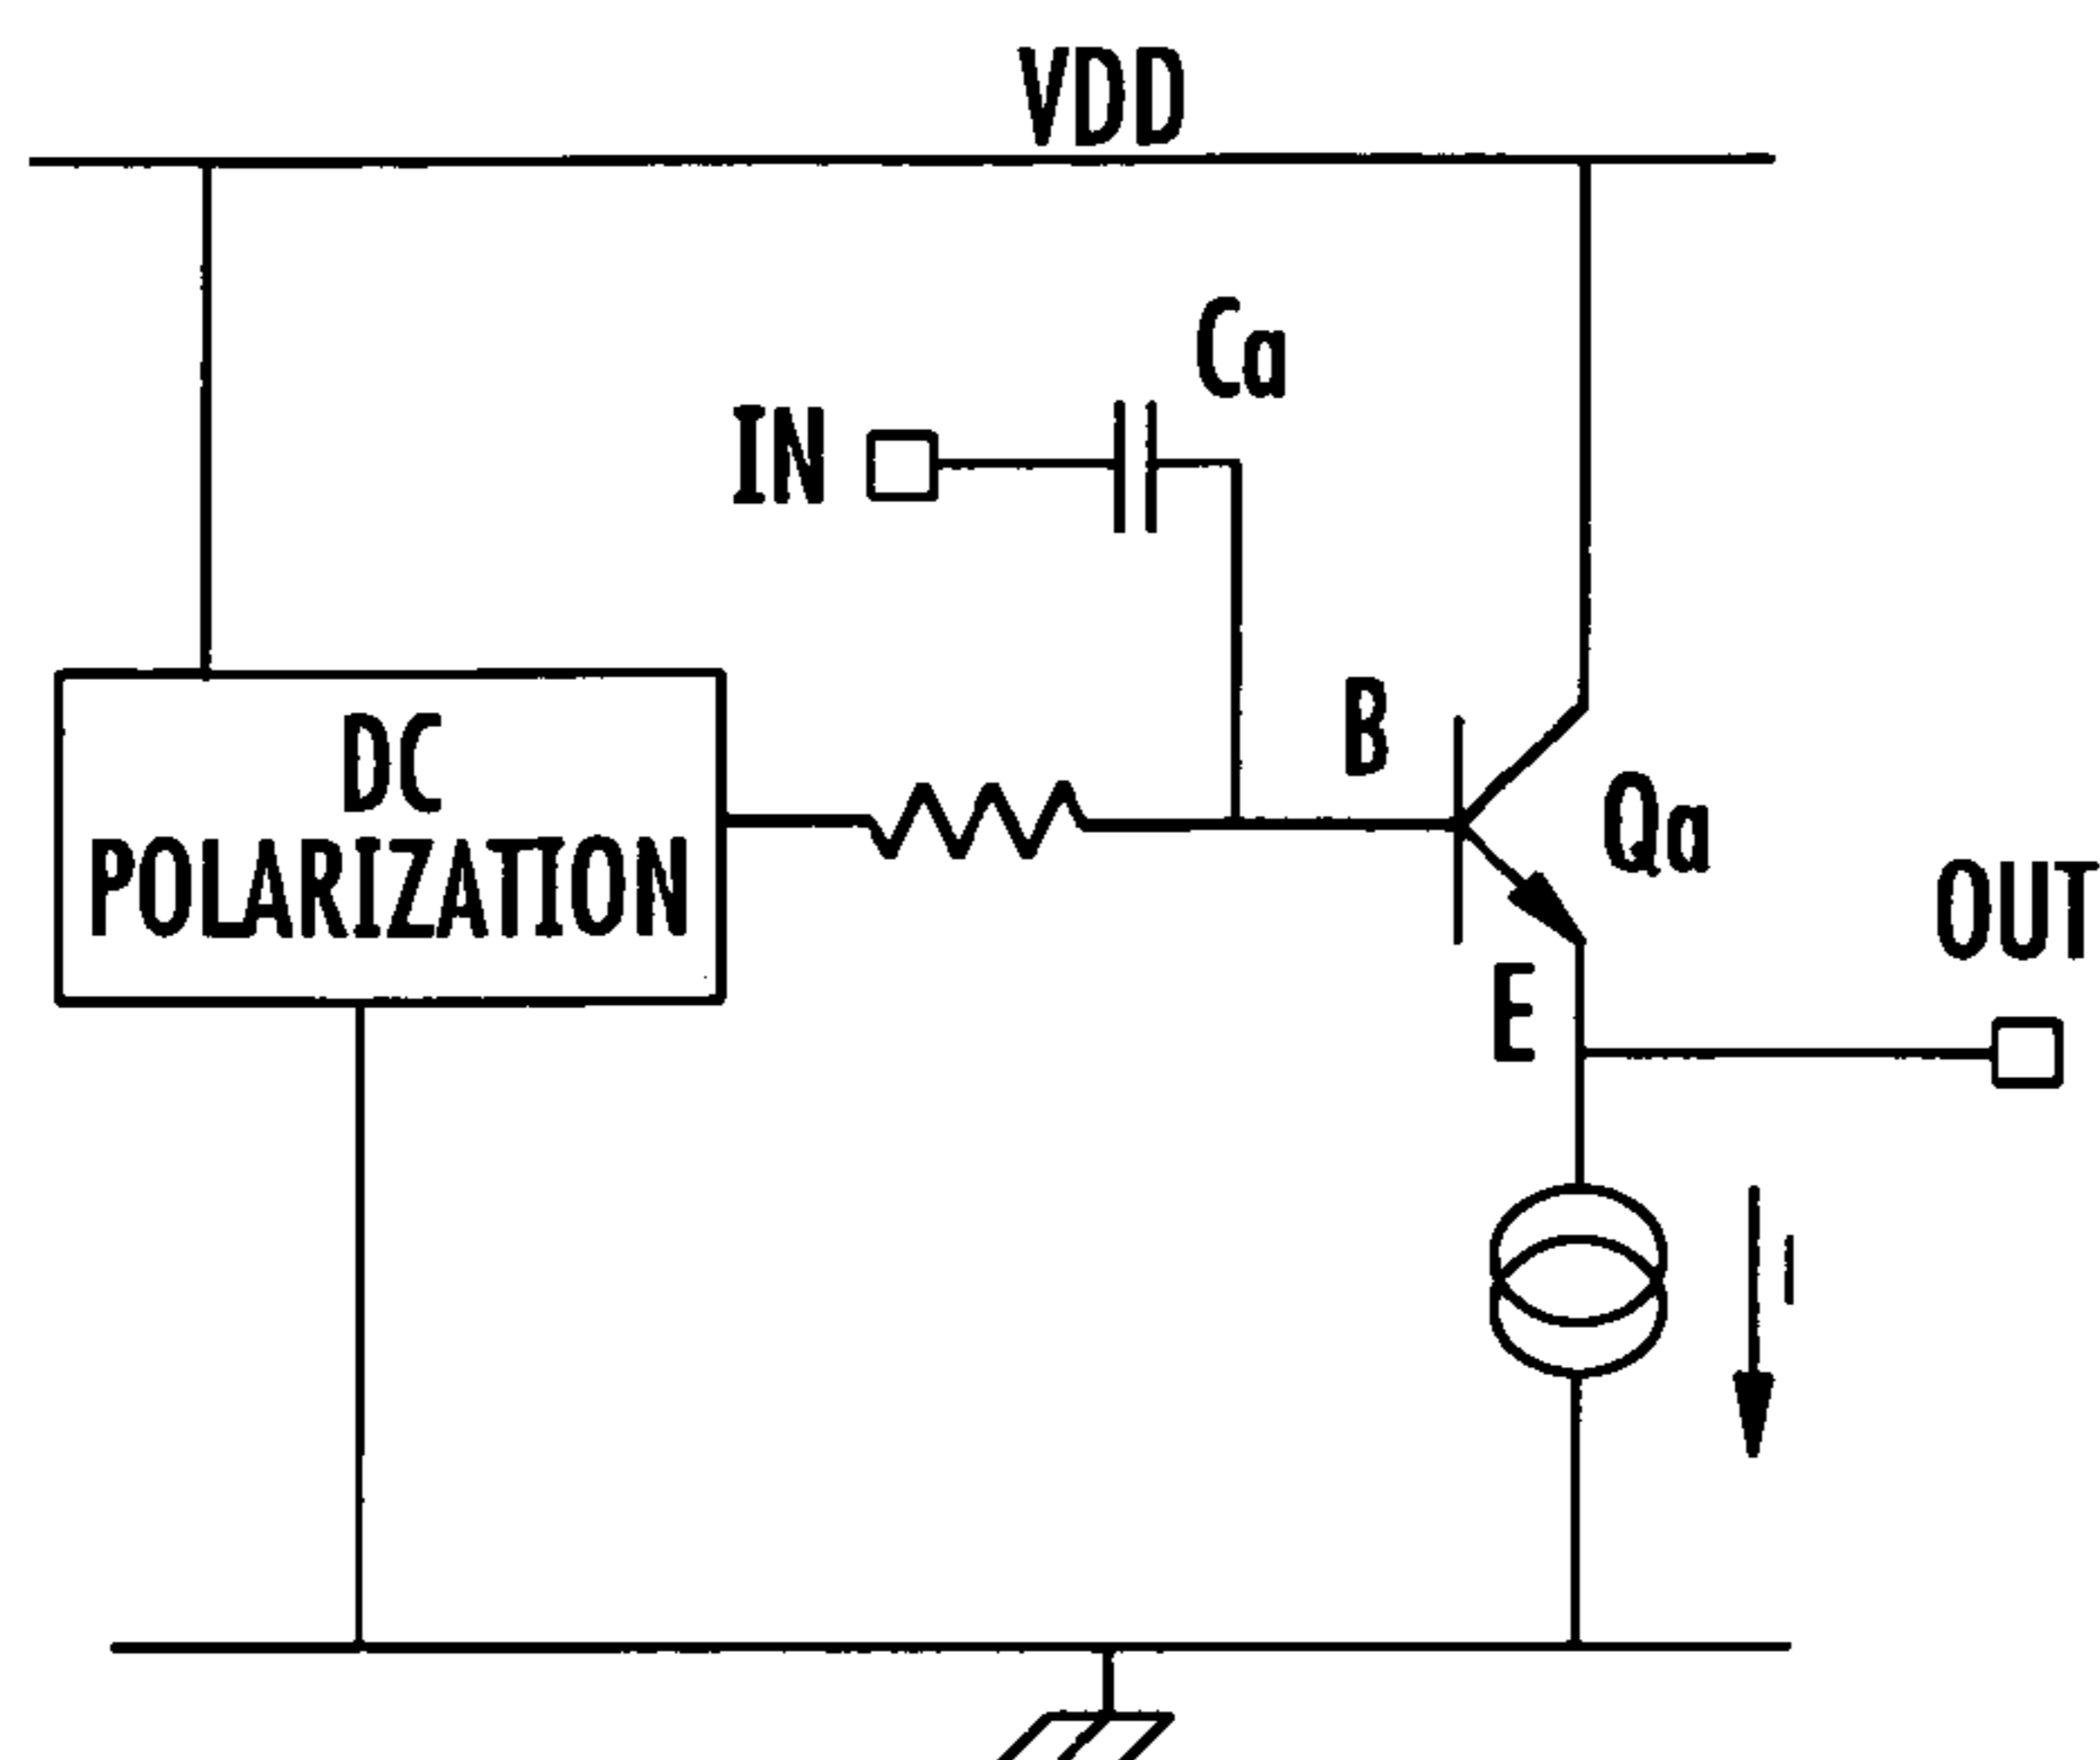 VDD
Ca
IN
B
DC
POLARIZATION
Qa
OUT
E
I